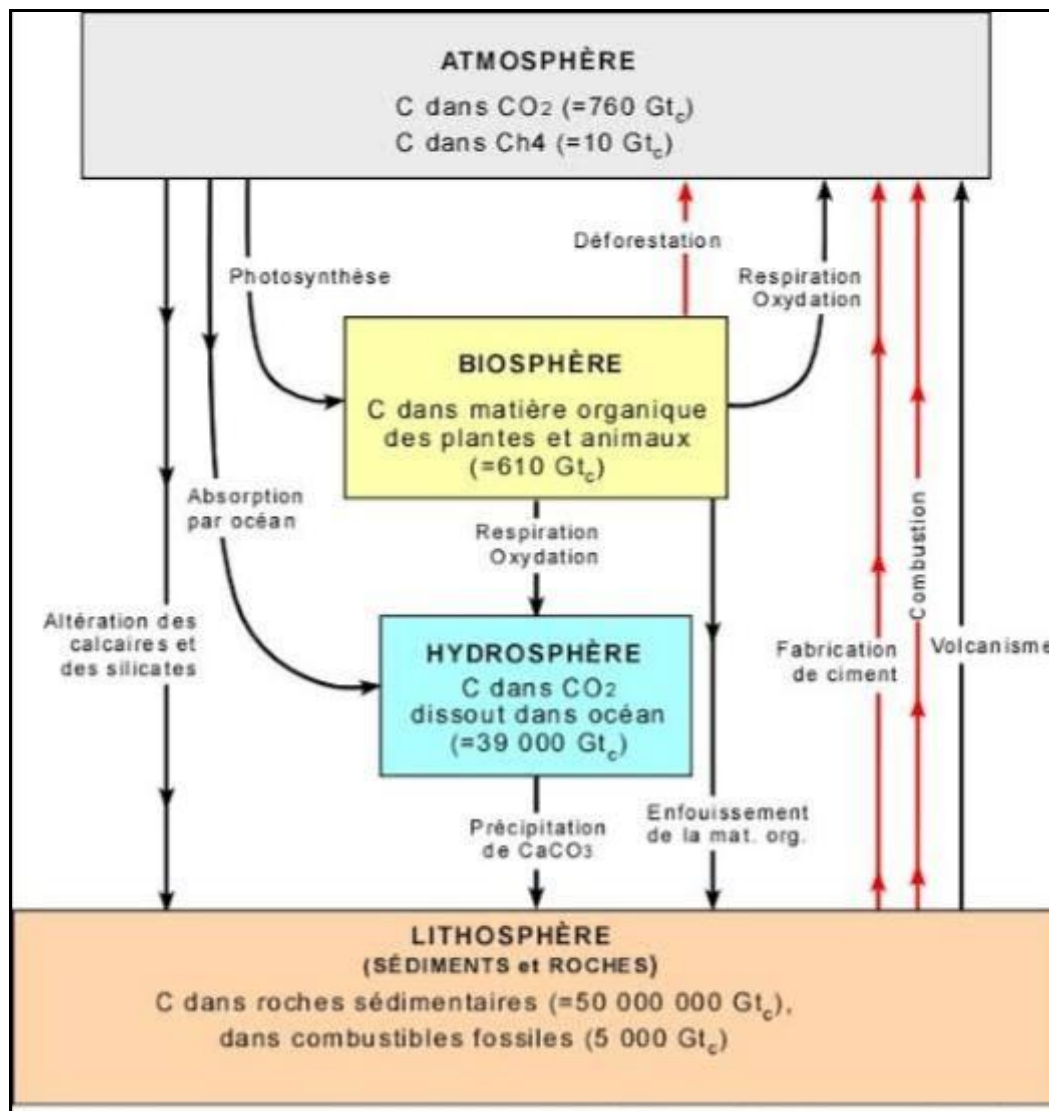 ATMOSPHÈRE
C dans CO2 (=760 Gtc)
C dans Ch4 (=10 Gtc)
Déforestation
Photosynthèse
Respiration
Oxydation
BIOSPHÈRE
C dans matière organique
des plantes et animaux
(=610 Gtc)
Absorption
par océan
Respiration
Oxydation
Combustion
Altération des
calcaires et
des silicates
HYDROSPHÈRE
C dans CO2
dissout dans océan
(=39 000 Gtc)
Fabrication
de ciment
Volcanisme
Précipitation
de CaCO3
Enfouissement
de la mat. org.
LITHOSPHÈRE
(SÉDIMENTS et ROCHES)
C dans roches sédimentaires (=50 000 000 Gtc),
dans combustibles fossiles (5 000 Gtc)